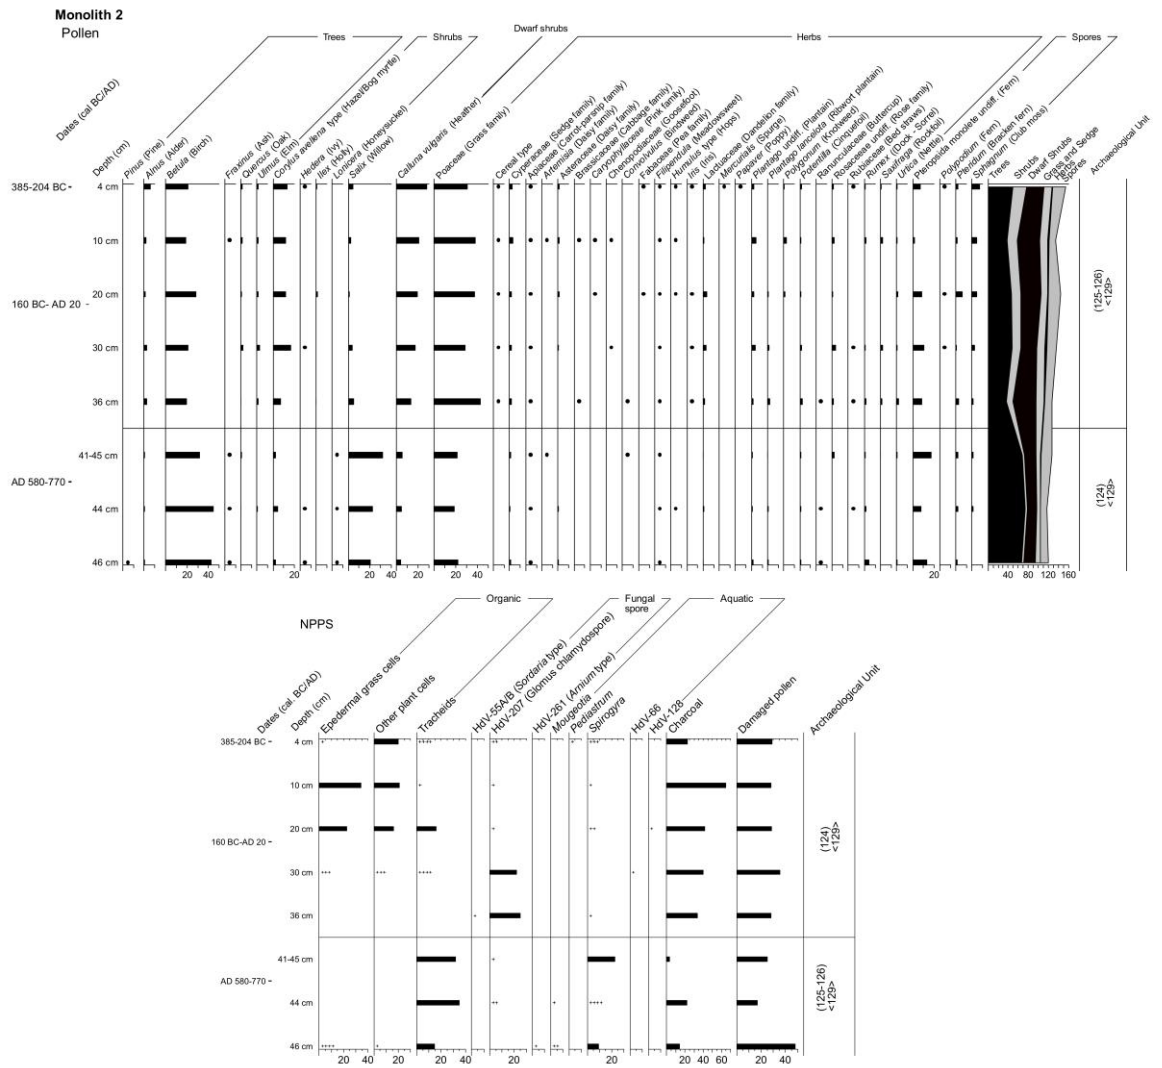 Monolith 2
Pollen
Trees
Shrubs
Dwarf shrubs
Herbs
Spores
Dates (cal BC/AD)
Depth (cm)
Pinus (Pine)
Alnus (Alder)
Betula (Birch)
Fraxinus (Ash)
Quercus (Oak)
Ulmus (Elm)
Corylus avellena type (Hazel/Bog myrtle)
Hedera (Ivy)
Ilex (Holly)
Lonicera (Honeysuckel)
Salix (Willow)
Calluna vulgaris (Heather)
Poaceae (Grass family)
Cereal type
Cyperaceae (Sedge family)
Apiaceae (Carrot-parsnip family)
Artemisia (Daisy family)
Asteraceae (Daisy family)
Brassicaceae (Cabbage family)
Caryophyllaceae (Pink family)
Chenopodiaceae (Goosefoot)
Convolvulus (Bindweed)
Fabaceae (Pea family)
Filipendula (Meadowsweet)
Humulus type (Hops)
Iris (Iris)
Lactuaceae (Dandelion family)
Mercurialis (Spurge)
Papaver (Poppy)
Plantago undiff. (Plantain)
Plantago lanceolata (Ribwort plantain)
Polygonum (Knotweed)
Potentilla (Cinquefoil)
Ranunculaceae (Buttercup)
Rosaceae undiff. (Rose family)
Rubiaceae (Bed straws)
Rumex (Dock - Sorrel)
Saxifraga (Rockfoil)
Urtica (Nettle)
Pteropsida monolete undiff. (Fern)
Polypodium (Fern)
Pteridium (Bracken fern)
Sphagnum (Club moss)
Trees
Shrubs
Dwarf Shrubs
Grass and Sedge
Herbs
Spores
Archaeological Unit
385-204 BC
4 cm
10 cm
160 BC- AD 20
20 cm
30 cm
36 cm
(125-126)
<129>
41-45 cm
AD 580-770
44 cm
46 cm
(124)
<129>
20 40 20 20 40 20 20 40 20 40 80 120 160
NPPS
Organic
Fungal
spore
Aquatic
Dates (cal. BC/AD)
Depth (cm)
Epedermal grass cells
Other plant cells
Tracheids
HdV-55A/B (Sordaria type)
HdV-207 (Glomus chlamydospore)
HdV-261 (Arnium type)
Mougeotia
Pediastrum
Spirogyra
HdV-66
HdV-128
Charcoal
Damaged pollen
Archaeological Unit
385-204 BC
4 cm
10 cm
160 BC-AD 20
20 cm
30 cm
36 cm
(124)
<129>
41-45 cm
AD 580-770
44 cm
46 cm
(125-126)
<129>
20 40 20 20 40 20 20 20 40 60 20 40